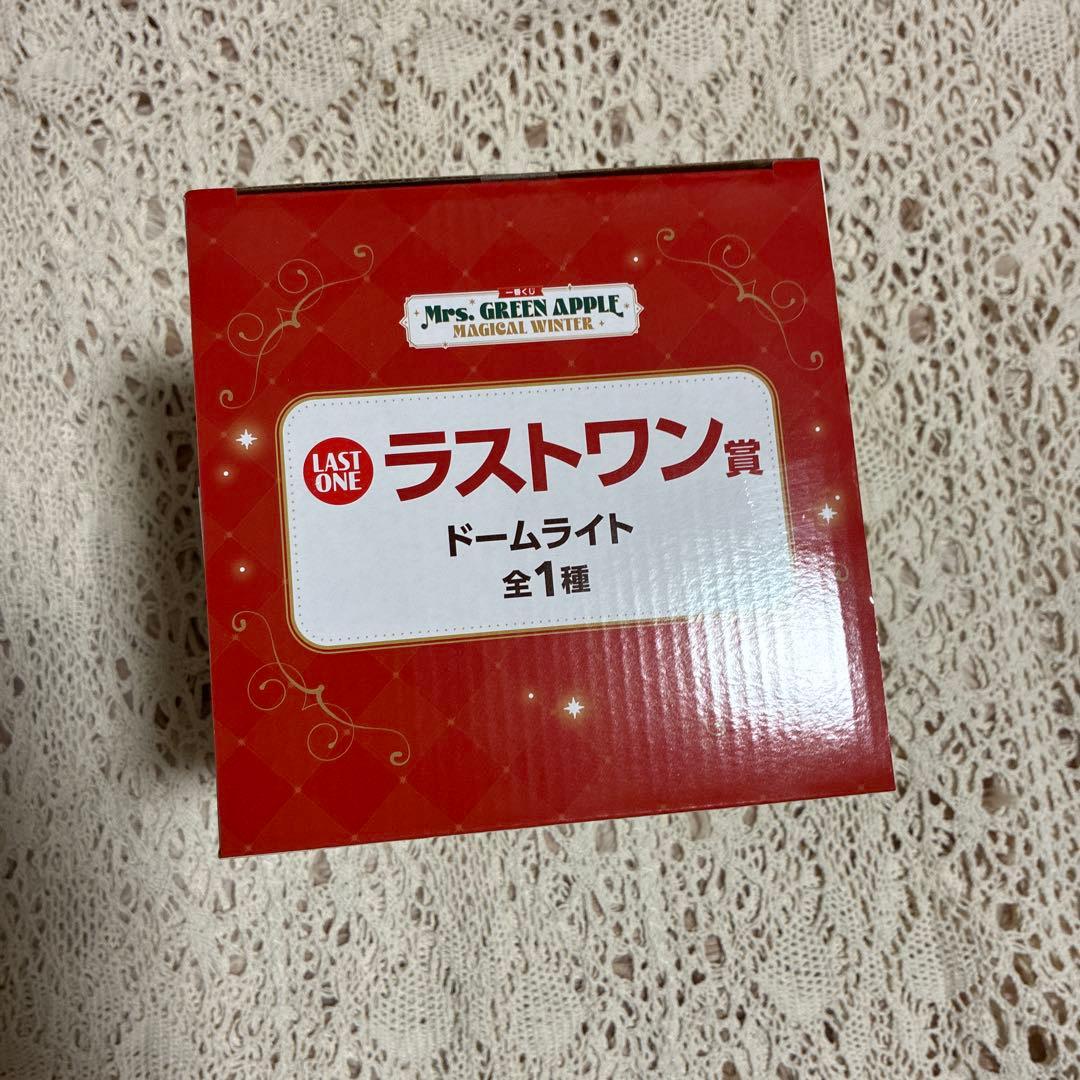 一番くじ
Mrs. GREEN APPLE
MAGICAL WINTER
LAST
ONE
ラストワン賞
ドームライト
全1種